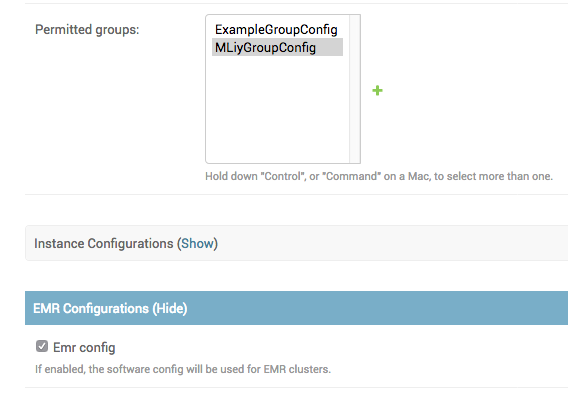 Permitted groups:
ExampleGroupConfig
MLiyGroupConfig
Hold down "Control", or "Command" on a Mac, to select more than one.
Instance Configurations (Show)
EMR Configurations (Hide)
Emr config
If enabled, the software config will be used for EMR clusters.